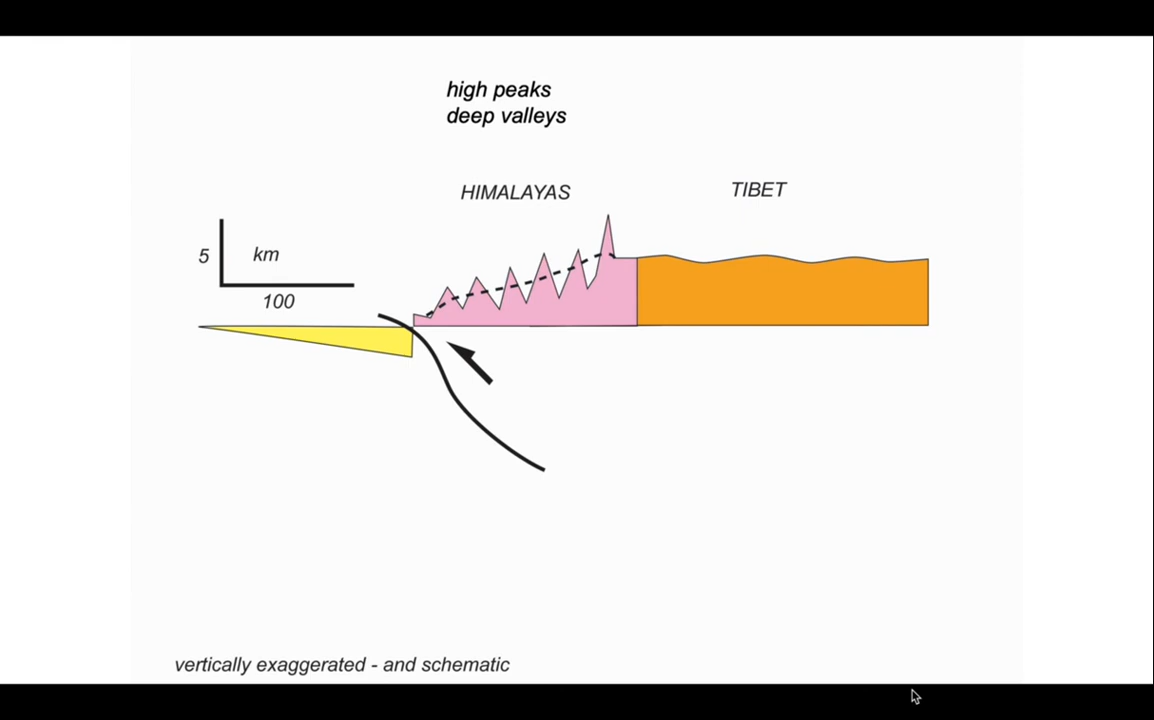 high peaks
deep valleys
HIMALAYAS
TIBET
5
km
100
vertically exaggerated - and schematic